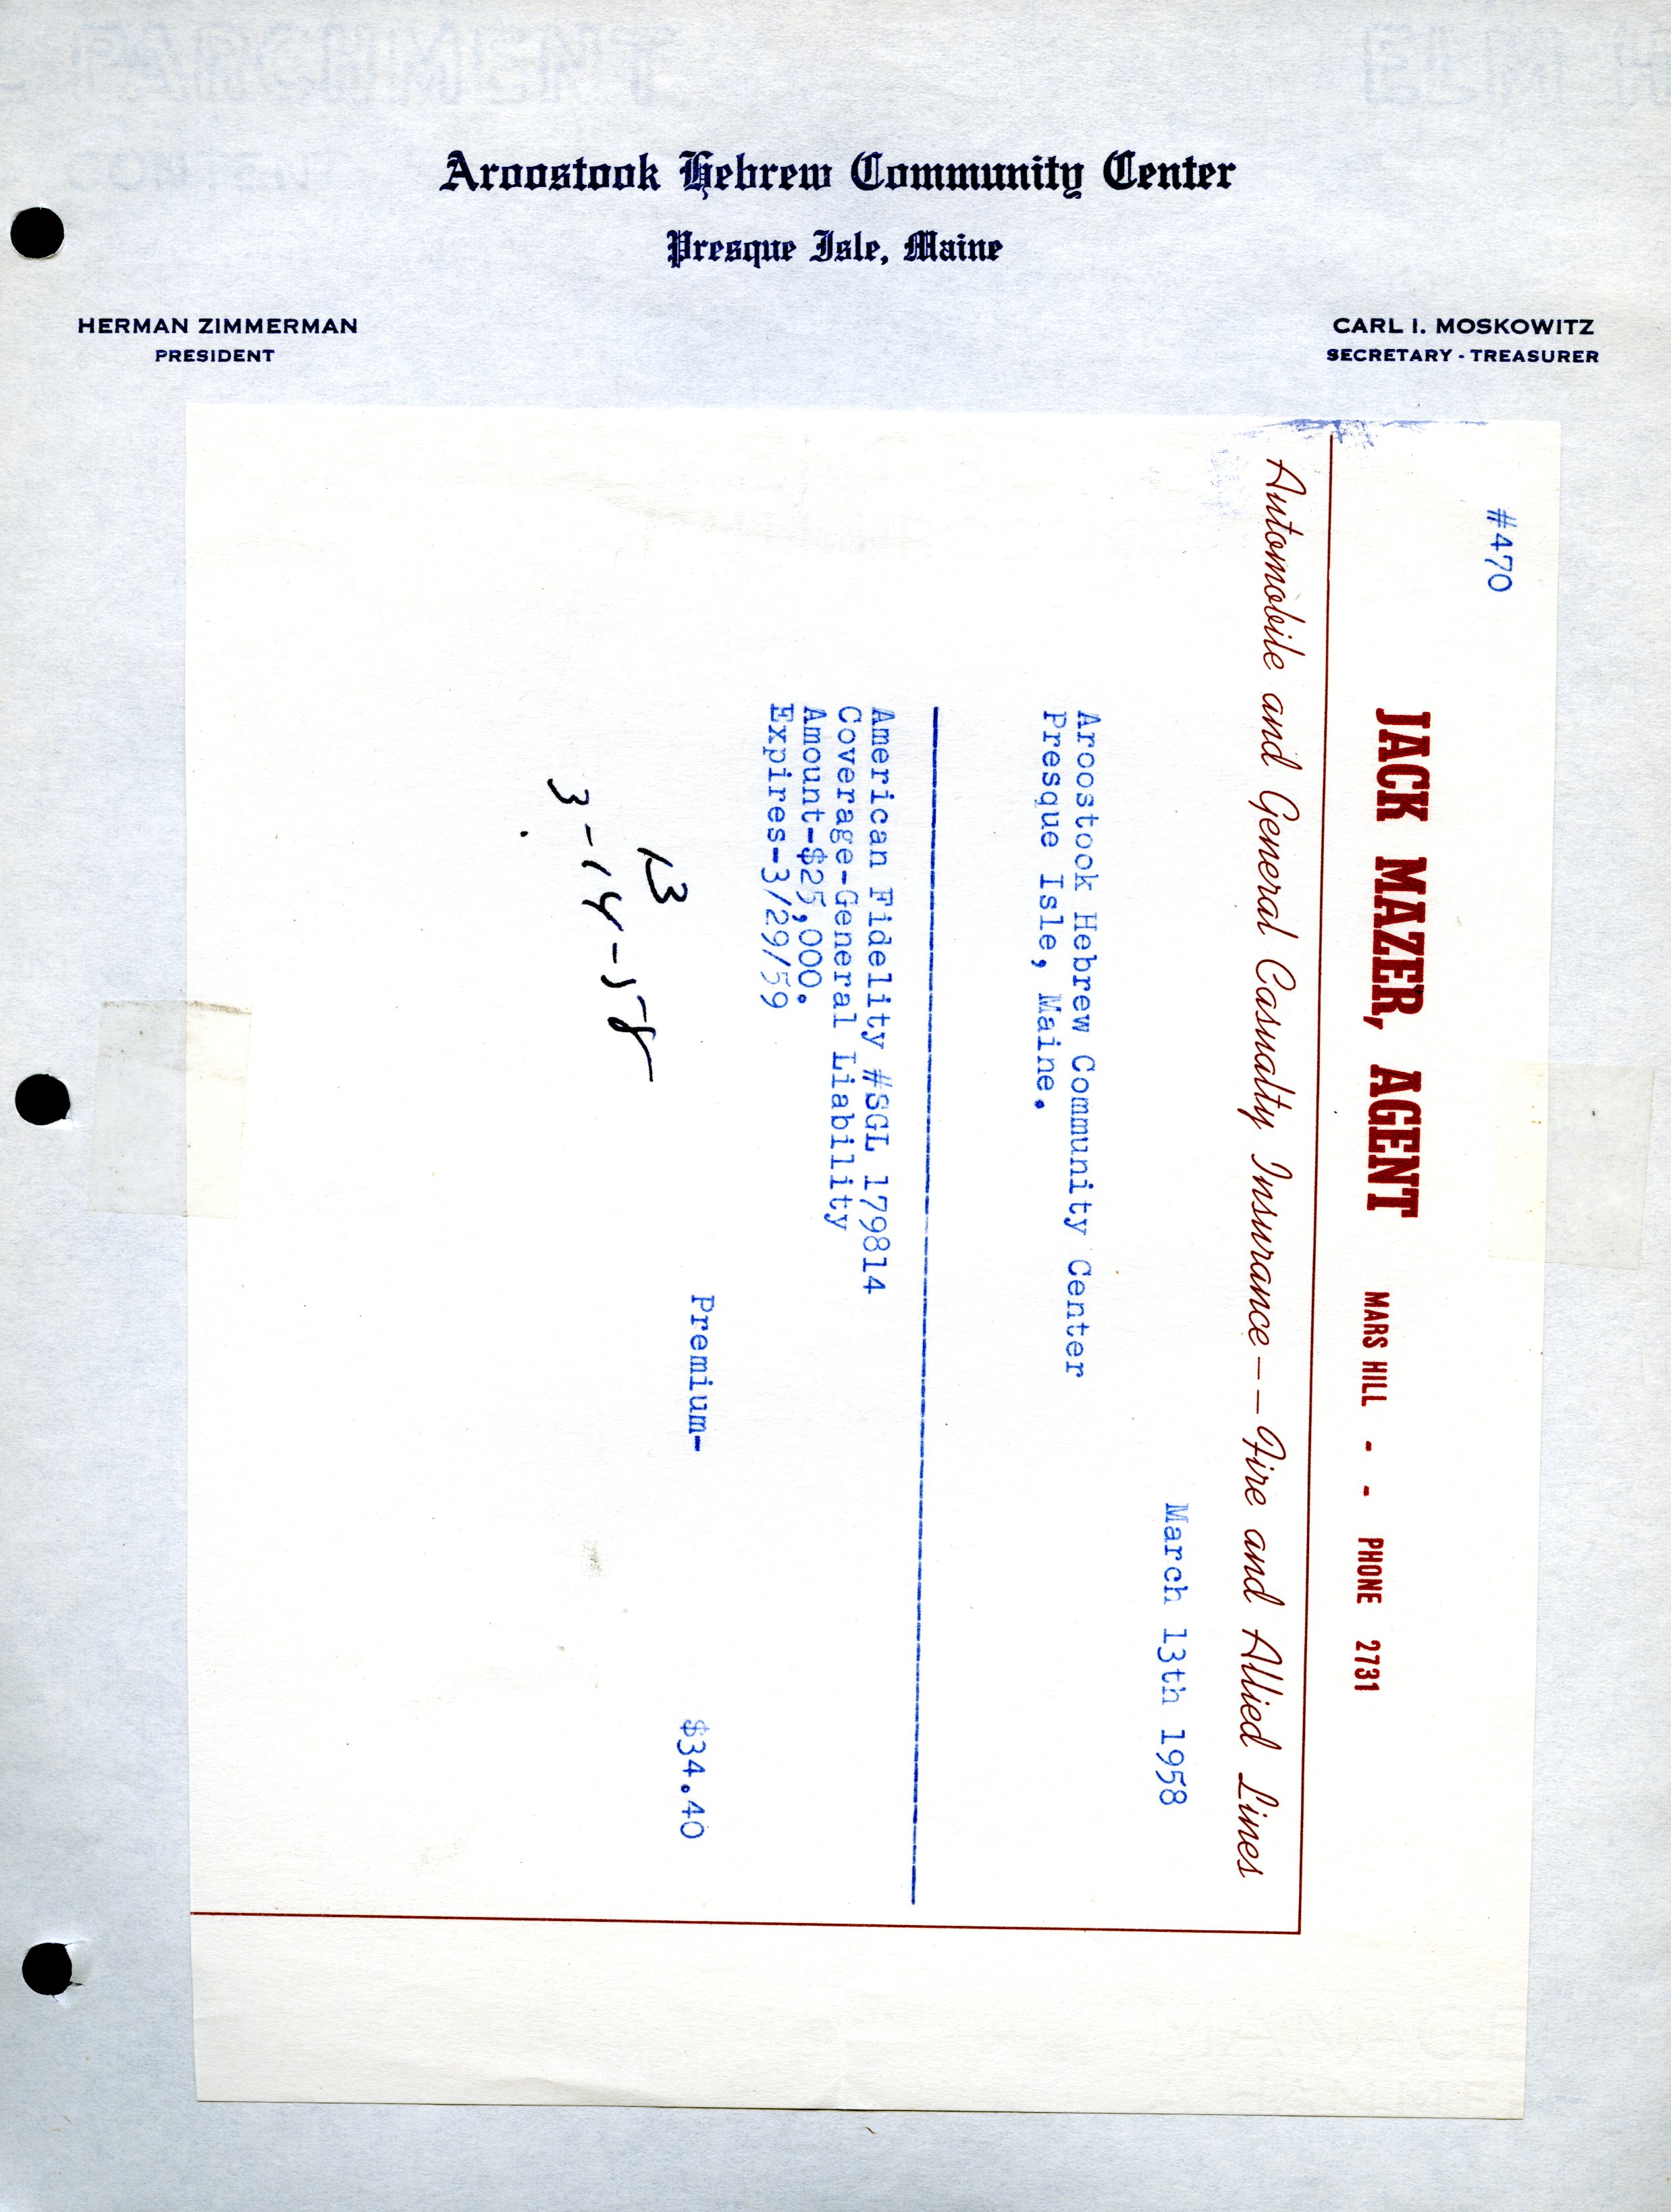 Aroostook Hebrew Community Center
Presque Isle, Maine
HERMAN ZIMMERMAN
PRESIDENT
CARL I. MOSKOWITZ
SECRETARY - TREASURER
#470
JACK MAZER, AGENT MARS HILL - - PHONE 2731
Automobile and General Casualty Insurance -- Fire and Allied Lines
March 13th 1958
Aroostook Hebrew Community Center
Presque Isle, Maine.
American Fidelity #SGL 179814
Coverage-General Liability
Amount-$25,000.
Expires-3/29/59
Premium- $34.40
13
3-14-58